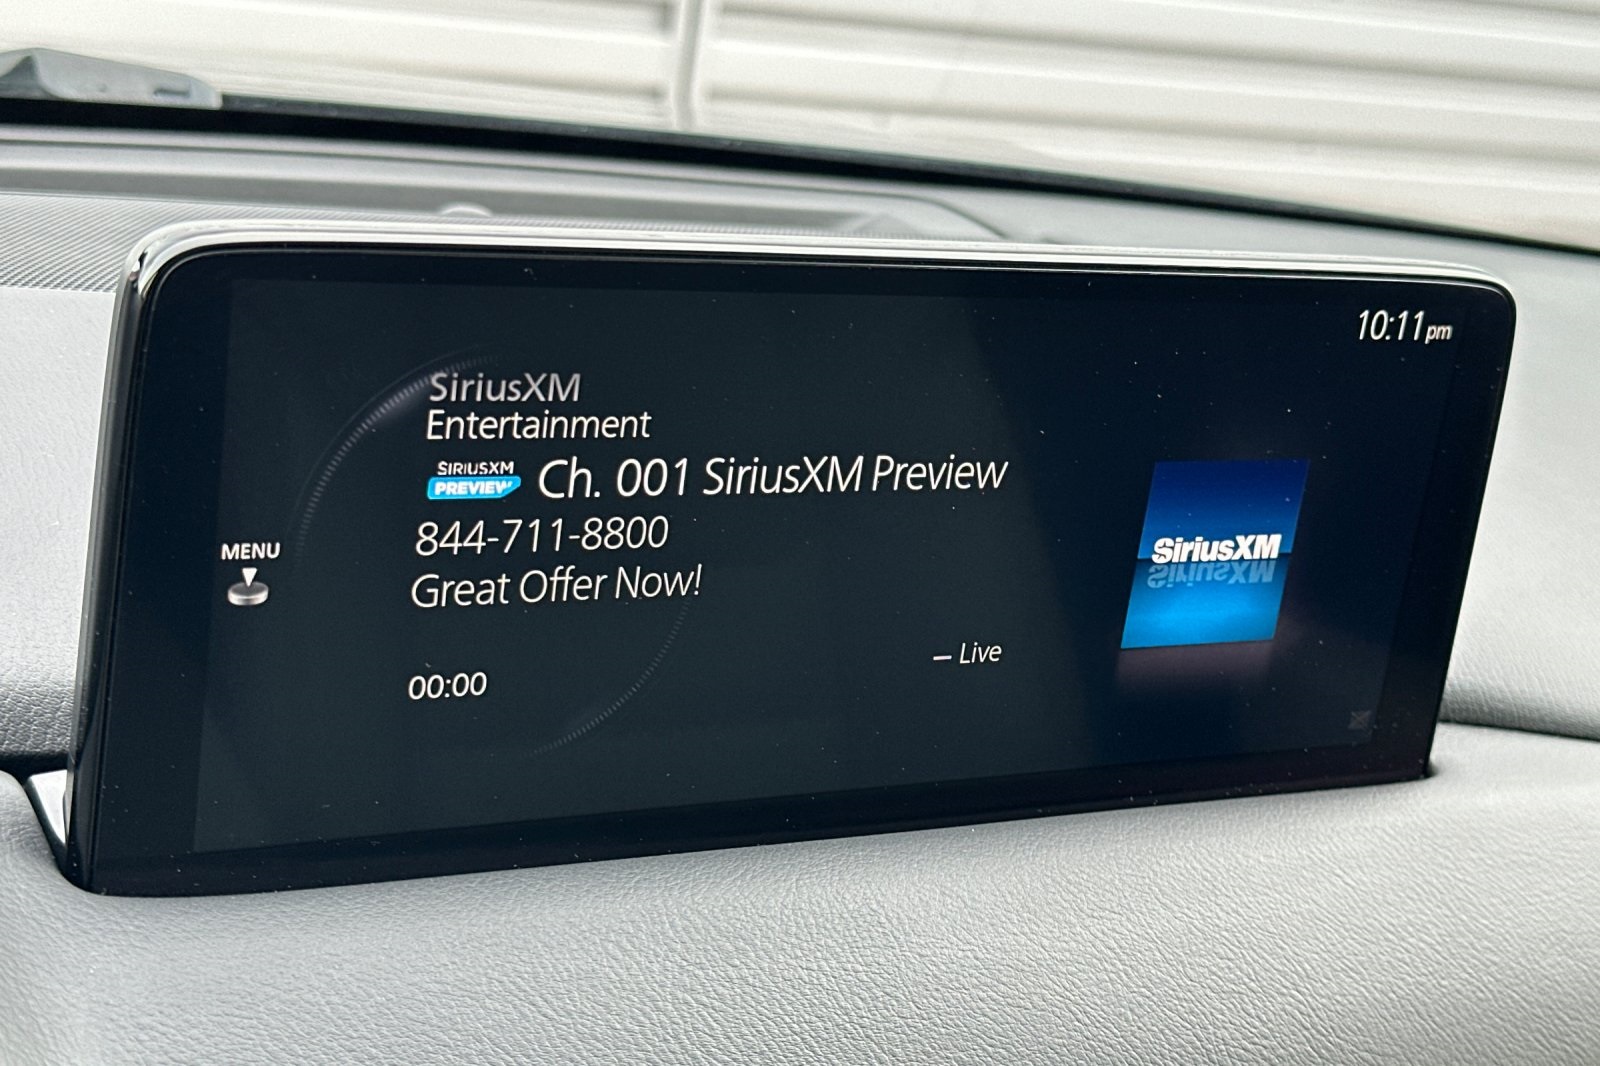 10:11pm
SiriusXM
Entertainment
SIRIUSXM
PREVIEW
Ch. 001 SiriusXM Preview
844-711-8800
Great Offer Now!
MENU
SiriusXM
– Live
00:00